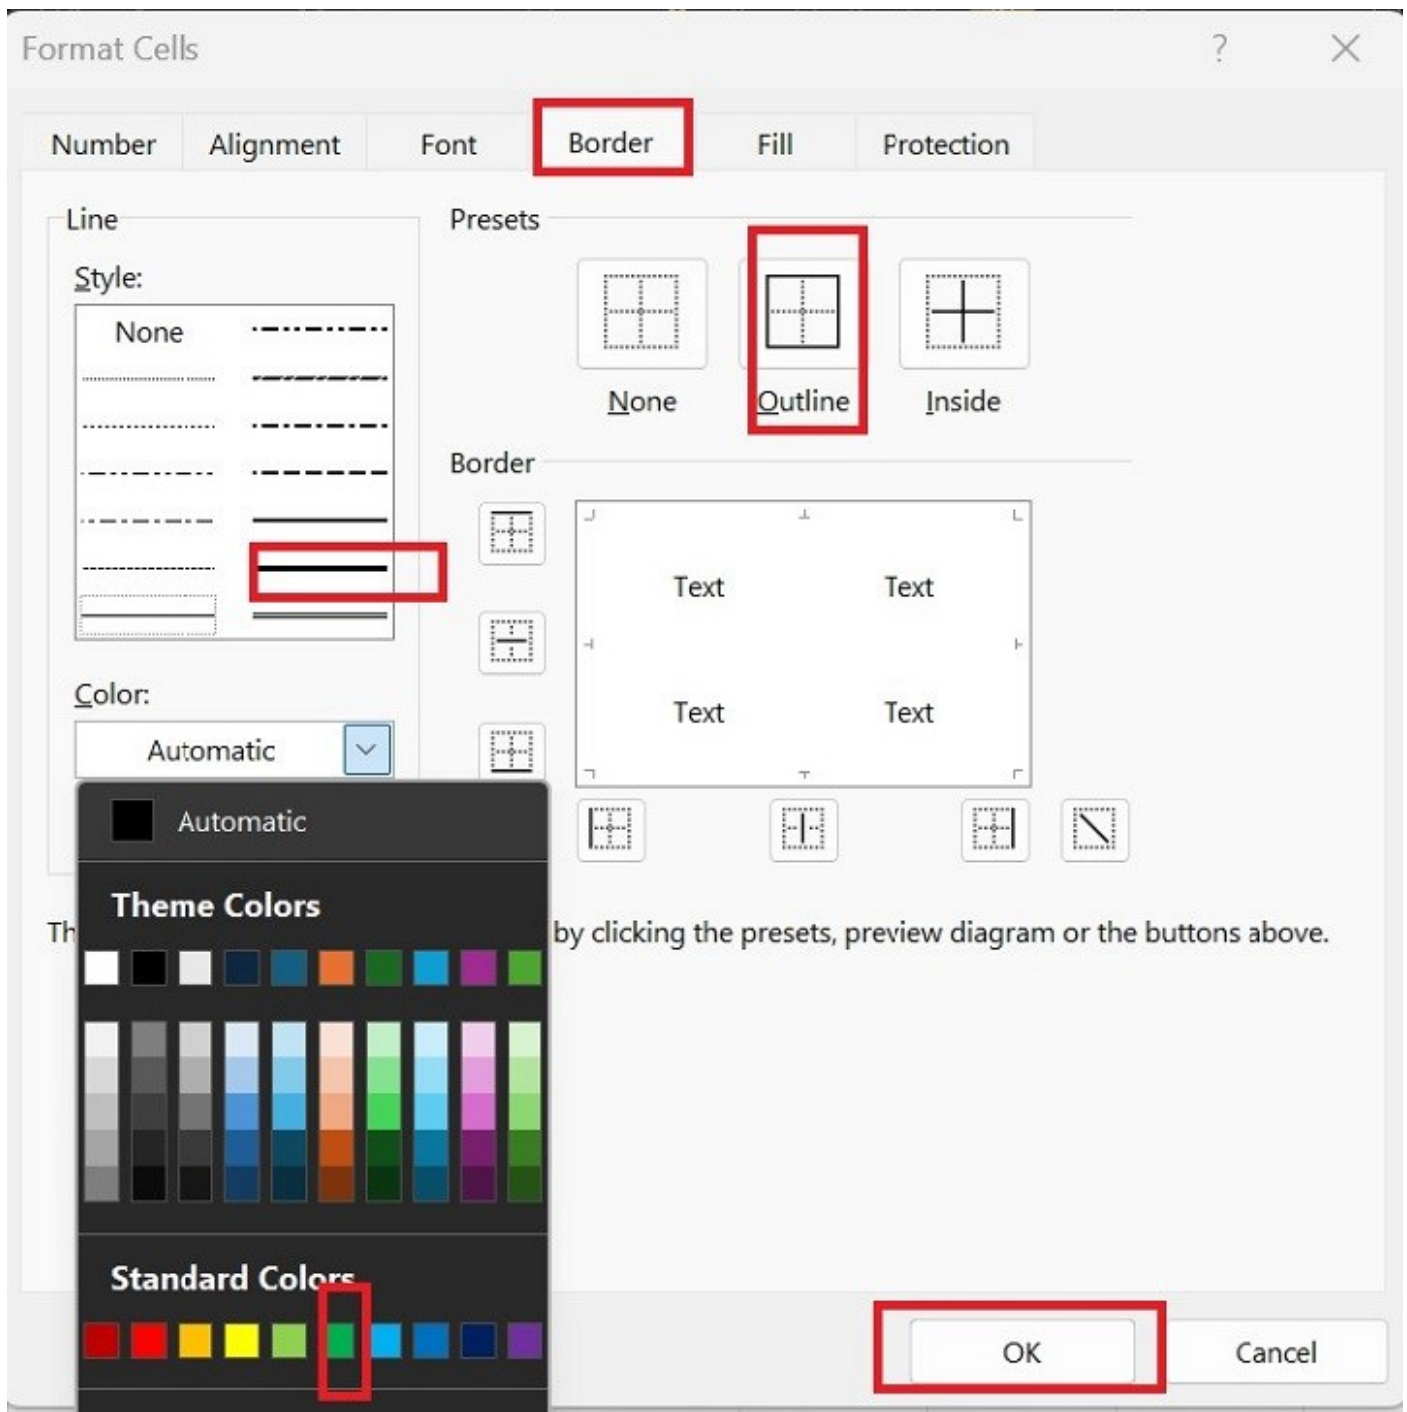 Format Cells
Number Alignment Font Border Fill Protection
Line
Style:
None
Color:
Automatic
Presets
None Outline Inside
Border
Text Text
Text Text
Automatic
Theme Colors
Th by clicking the presets, preview diagram or the buttons above.
Standard Colors
OK Cancel